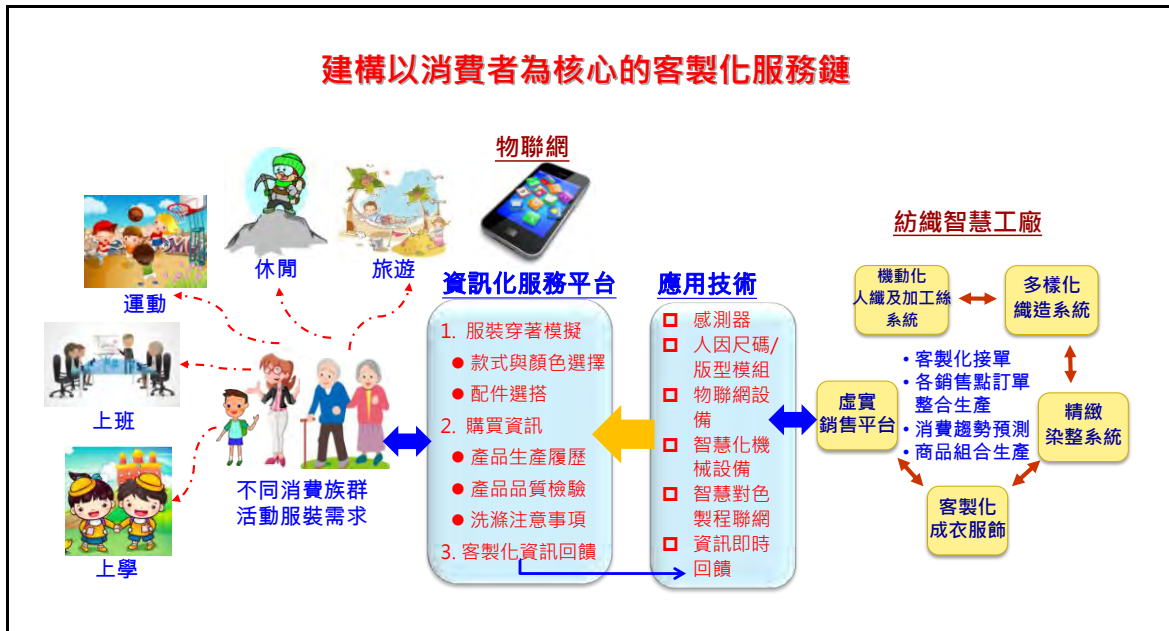 建構以消費者為核心的客製化服務鏈
物聯網
休閒
旅遊
運動
上班
上學
不同消費族群
活動服裝需求
資訊化服務平台
1. 服裝穿著模擬
● 款式與顏色選擇
● 配件選搭
2. 購買資訊
● 產品生產履歷
● 產品品質檢驗
● 洗滌注意事項
3. 客製化資訊回饋
應用技術
感測器
人因尺碼/
版型模組
物聯網設
備
智慧化機
械設備
智慧對色
製程聯網
資訊即時
回饋
紡織智慧工廠
機動化
人纖及加工絲
系統
多樣化
織造系統
• 客製化接單
• 各銷售點訂單
整合生產
• 消費趨勢預測
• 商品組合生產
虛實
銷售平台
精緻
染整系統
客製化
成衣服飾